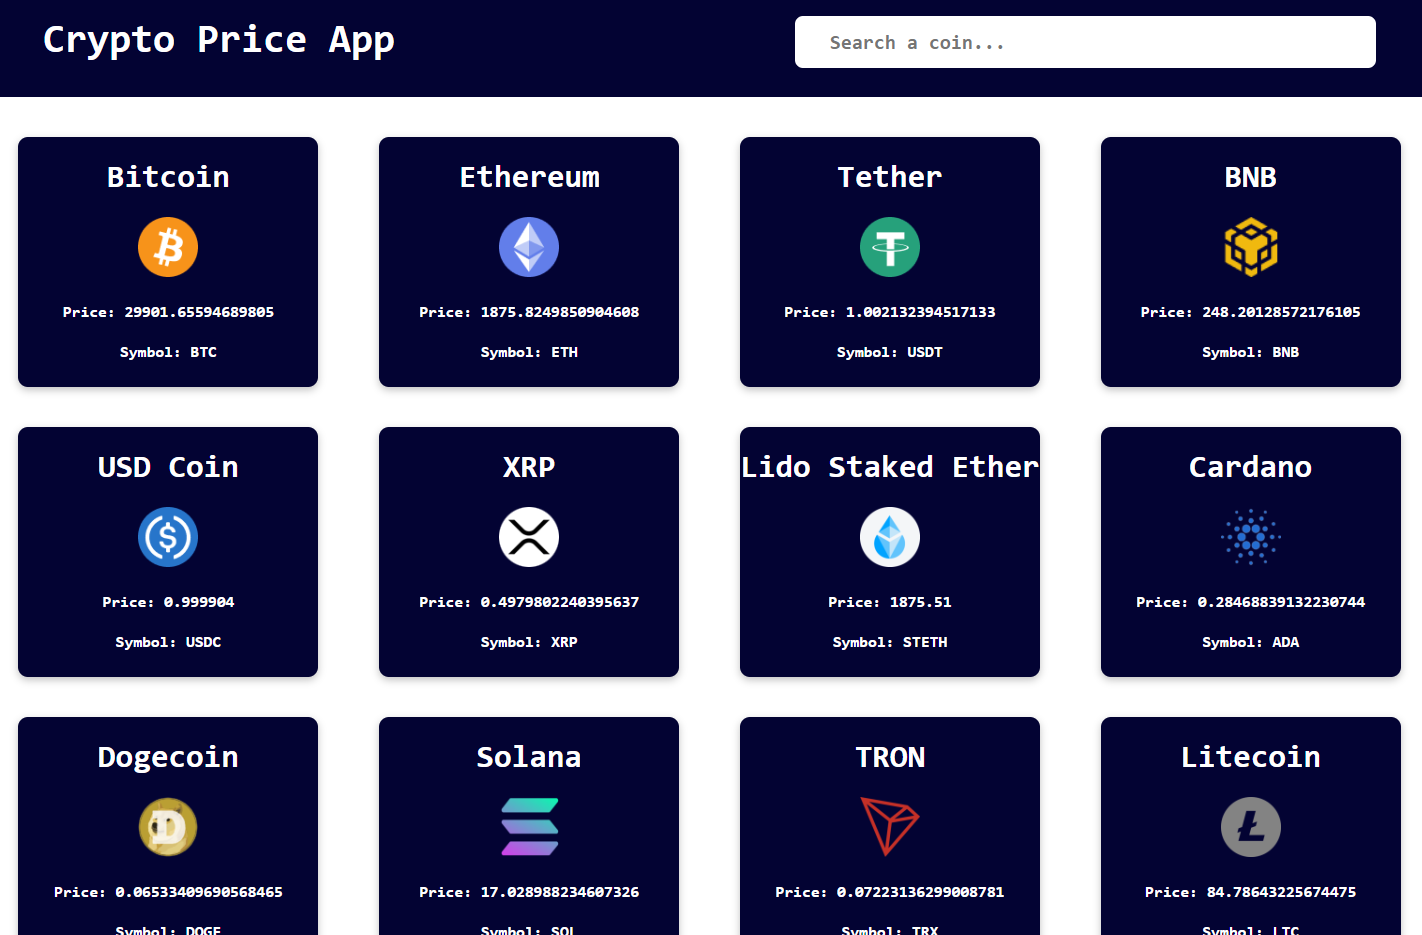 Crypto Price App
Search a coin...
Bitcoin
Price: 29901.65594689805
Symbol: BTC
Ethereum
Price: 1875.8249850904608
Symbol: ETH
Tether
Price: 1.002132394517133
Symbol: USDT
BNB
Price: 248.20128572176105
Symbol: BNB
USD Coin
Price: 0.999904
Symbol: USDC
XRP
Price: 0.4979802240395637
Symbol: XRP
Lido Staked Ether
Price: 1875.51
Symbol: STETH
Cardano
Price: 0.28468839132230744
Symbol: ADA
Dogecoin
Price: 0.06533409690568465
Symbol: DOGE
Solana
Price: 17.028988234607326
Symbol: SOL
TRON
Price: 0.07223136299008781
Symbol: TRX
Litecoin
Price: 84.78643225674475
Symbol: LTC